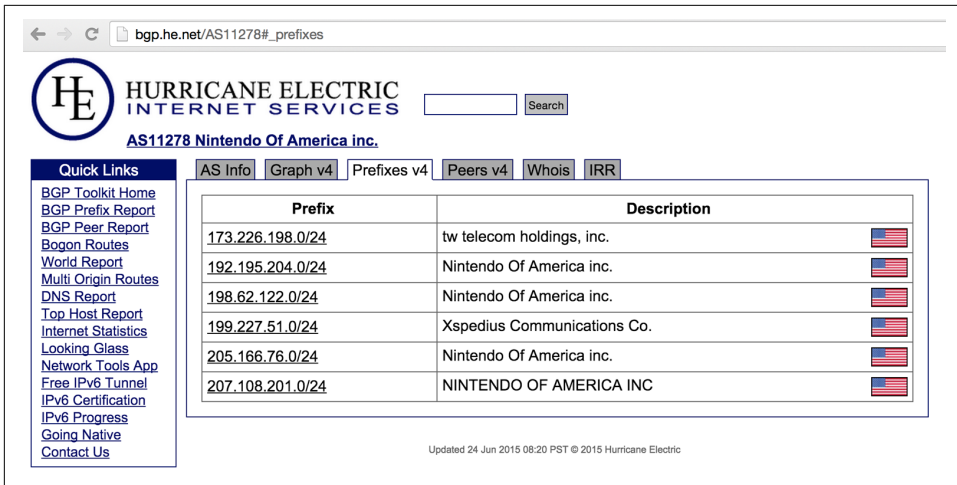 bgp.he.net/AS11278#_prefixes
HE
HURRICANE ELECTRIC
INTERNET SERVICES
Search
AS11278 Nintendo Of America inc.
Quick Links
BGP Toolkit Home
BGP Prefix Report
BGP Peer Report
Bogon Routes
World Report
Multi Origin Routes
DNS Report
Top Host Report
Internet Statistics
Looking Glass
Network Tools App
Free IPv6 Tunnel
IPv6 Certification
IPv6 Progress
Going Native
Contact Us
AS Info Graph v4 Prefixes v4 Peers v4 Whois IRR
Prefix Description
173.226.198.0/24 tw telecom holdings, inc.
192.195.204.0/24 Nintendo Of America inc.
198.62.122.0/24 Nintendo Of America inc.
199.227.51.0/24 Xspedius Communications Co.
205.166.76.0/24 Nintendo Of America inc.
207.108.201.0/24 NINTENDO OF AMERICA INC
Updated 24 Jun 2015 08:20 PST © 2015 Hurricane Electric